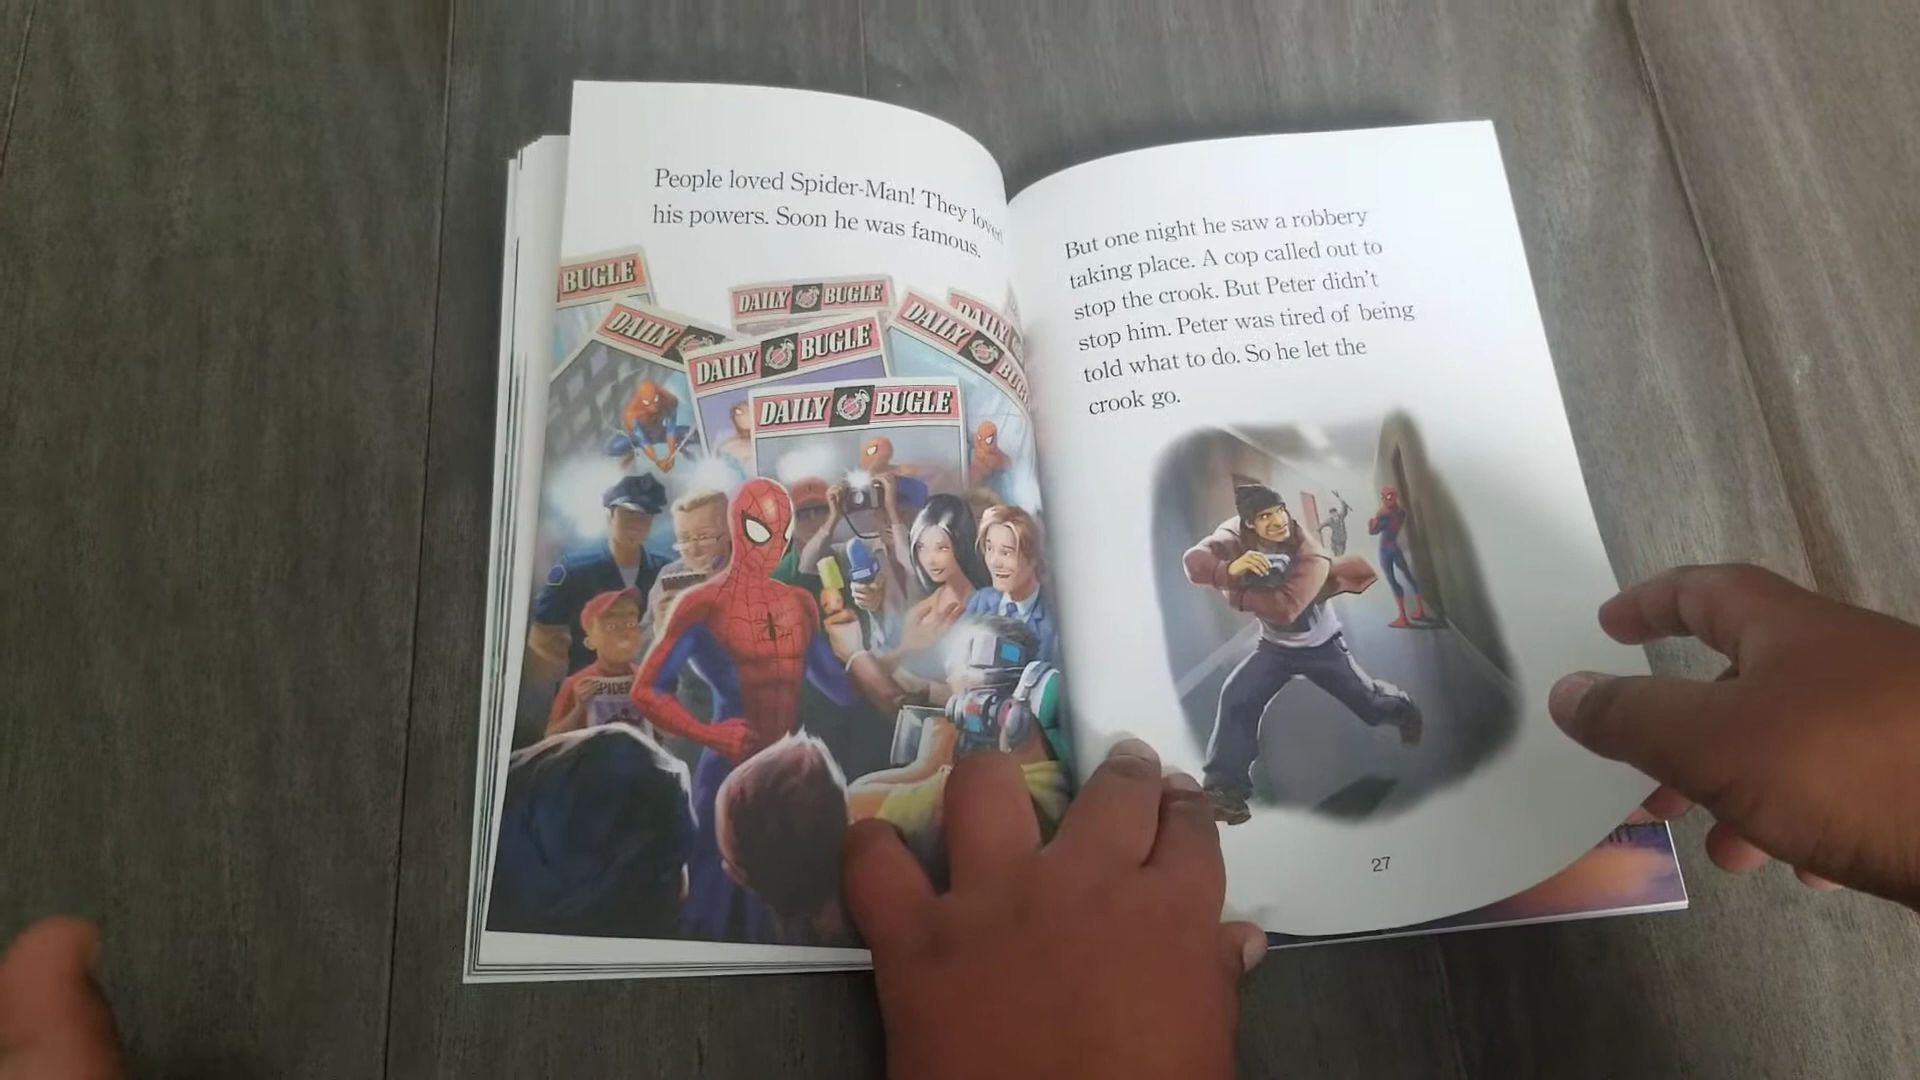 People loved Spider-Man! They loved
his powers. Soon he was famous.
BUGLE
DAILY BUGLE
DAILY
DAILY BUGLE
DAILY BUGLE
DAILY
DAILY BUGLE
SPIDER
But one night he saw a robbery
taking place. A cop called out to
stop the crook. But Peter didn't
stop him. Peter was tired of being
told what to do. So he let the
crook go.
27